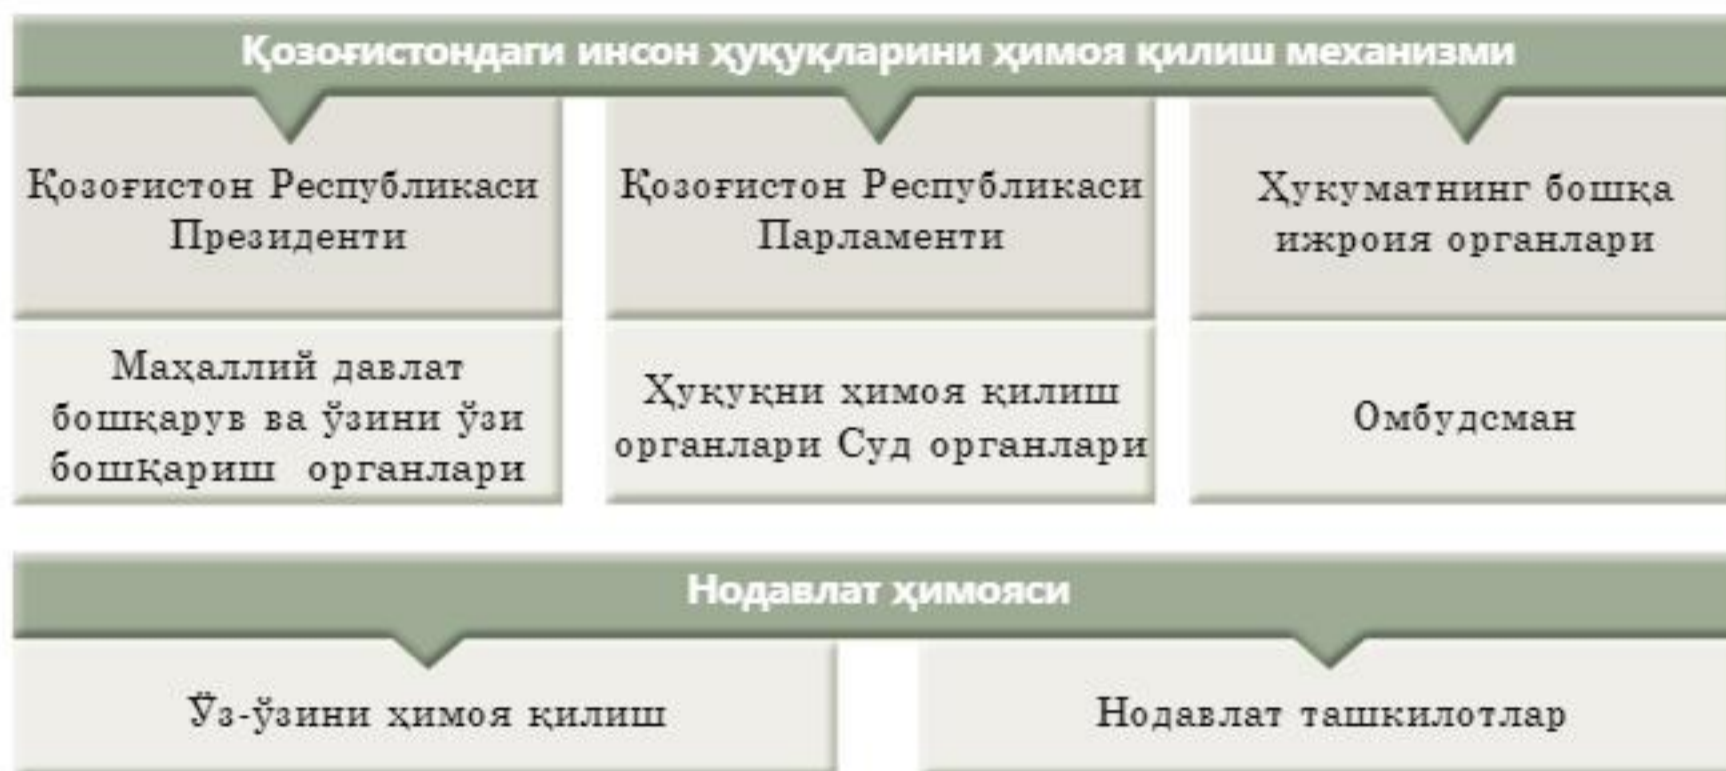 Қозоғистондаги инсон ҳуқуқларини ҳимоя қилиш механизми
Қозоғистон Республикаси
Президенти
Қозоғистон Республикаси
Парламенти
Ҳукуматнинг бошқа
ижроия органлари
Маҳаллий давлат
бошқарув ва ўзини ўзи
бошқариш органлари
Ҳуқуқни ҳимоя қилиш
органлари Суд органлари
Омбудсман
Нодавлат ҳимояси
Ўз-ўзини ҳимоя қилиш
Нодавлат ташкилотлар